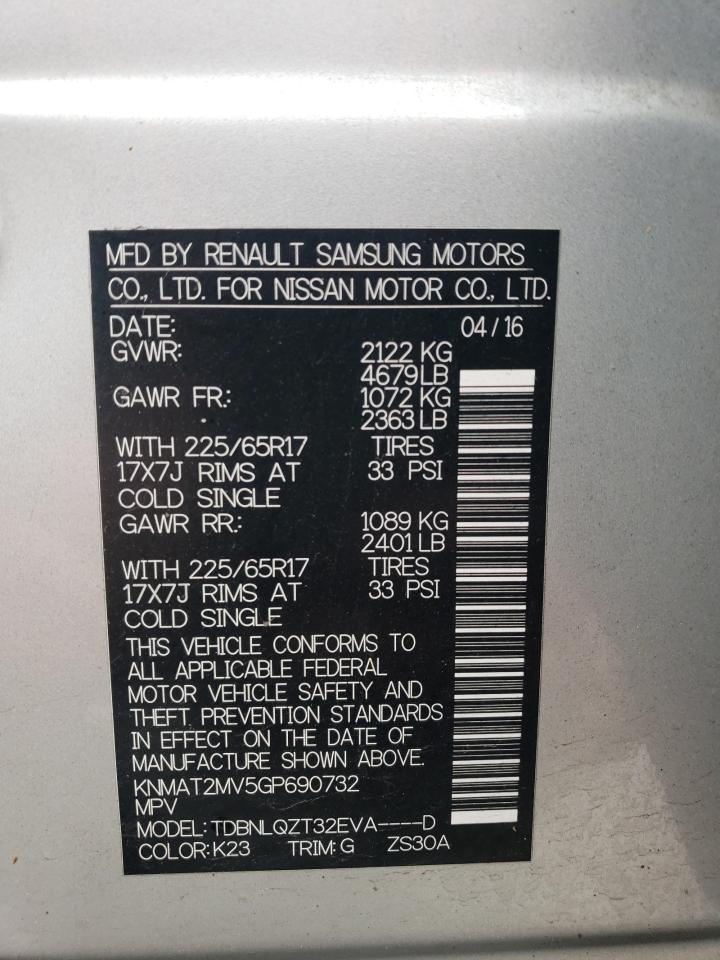 MFD BY RENAULT SAMSUNG MOTORS
CO., LTD. FOR NISSAN MOTOR CO., LTD.
DATE: 04/16
GVWR: 2122 KG
4679 LB
GAWR FR.: 1072 KG
2363 LB
WITH 225/65R17 TIRES
17X7J RIMS AT 33 PSI
COLD SINGLE
GAWR RR.: 1089 KG
2401 LB
WITH 225/65R17 TIRES
17X7J RIMS AT 33 PSI
COLD SINGLE
THIS VEHICLE CONFORMS TO
ALL APPLICABLE FEDERAL
MOTOR VEHICLE SAFETY AND
THEFT PREVENTION STANDARDS
IN EFFECT ON THE DATE OF
MANUFACTURE SHOWN ABOVE.
KNMAT2MV5GP690732
MPV
MODEL: TDBNLQZT32EVA----D
COLOR: K23 TRIM: G ZS30A